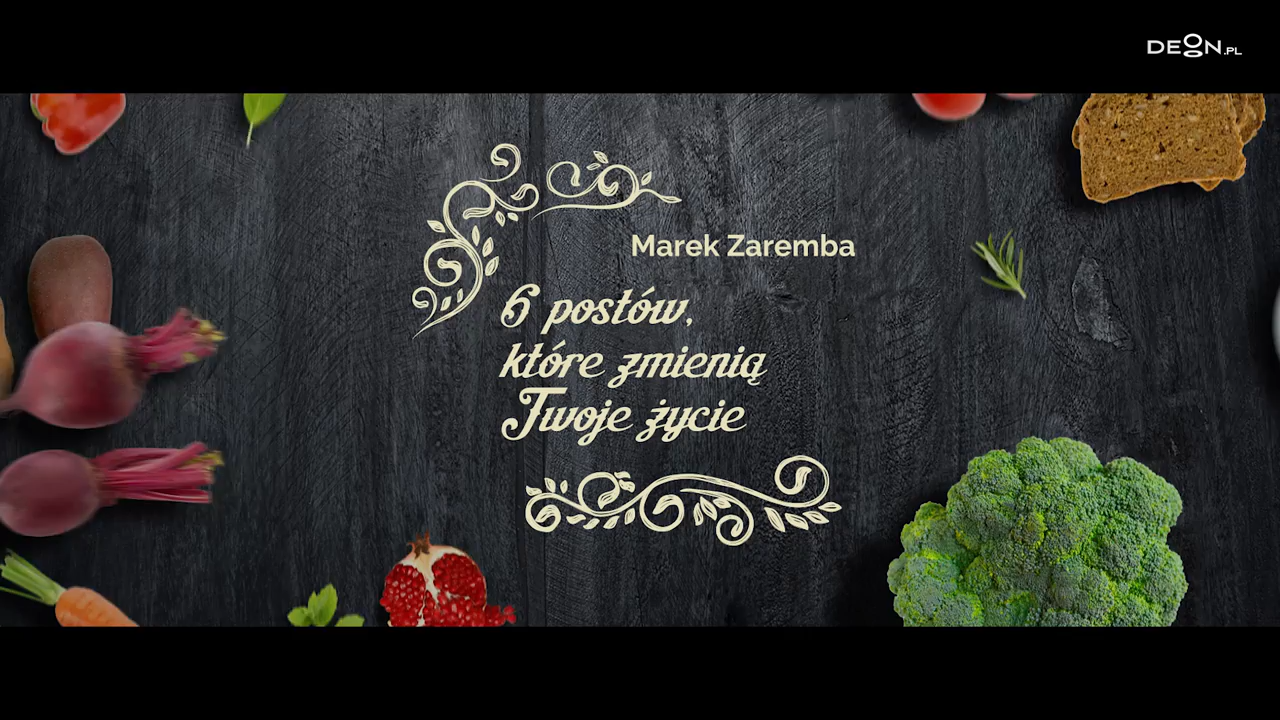 DEON.PL
Marek Zaremba
6 postów,
które zmienią
Twoje życie